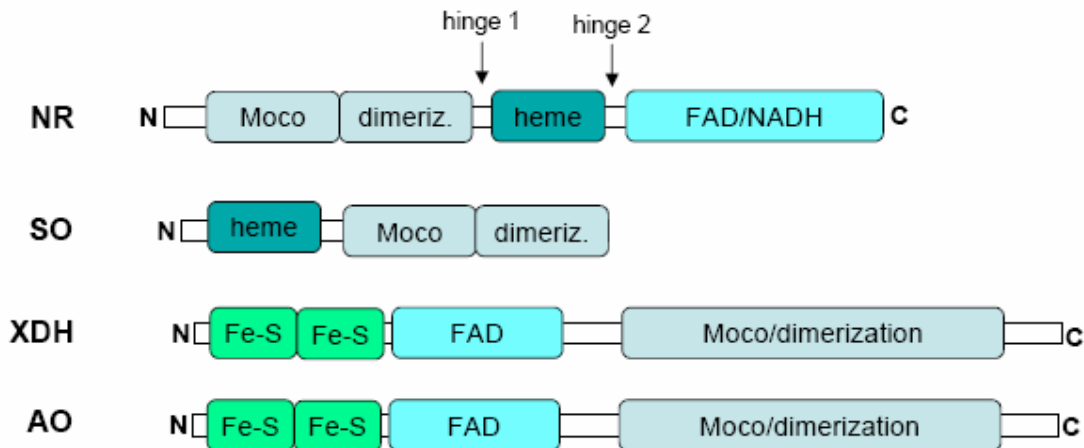 hinge 1 hinge 2
NR N Moco dimeriz. heme FAD/NADH C
SO N heme Moco dimeriz.
XDH N Fe-S Fe-S FAD Moco/dimerization C
AO N Fe-S Fe-S FAD Moco/dimerization C